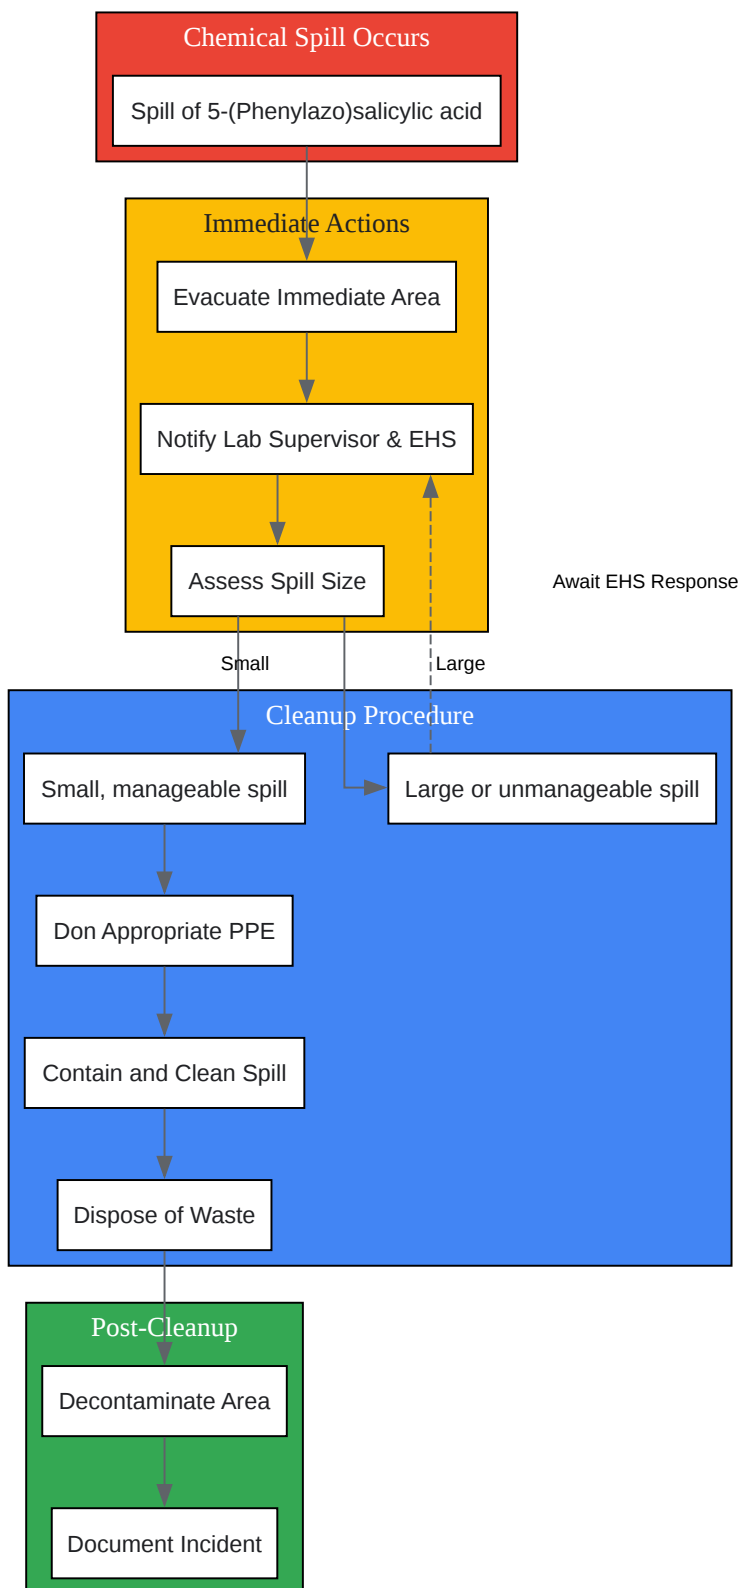 Chemical Spill Occurs
Spill of 5-(Phenylazo)salicylic acid
Immediate Actions
Evacuate Immediate Area
Notify Lab Supervisor & EHS
Assess Spill Size
Await EHS Response
Small
Large
Cleanup Procedure
Small, manageable spill
Large or unmanageable spill
Don Appropriate PPE
Contain and Clean Spill
Dispose of Waste
Post-Cleanup
Decontaminate Area
Document Incident